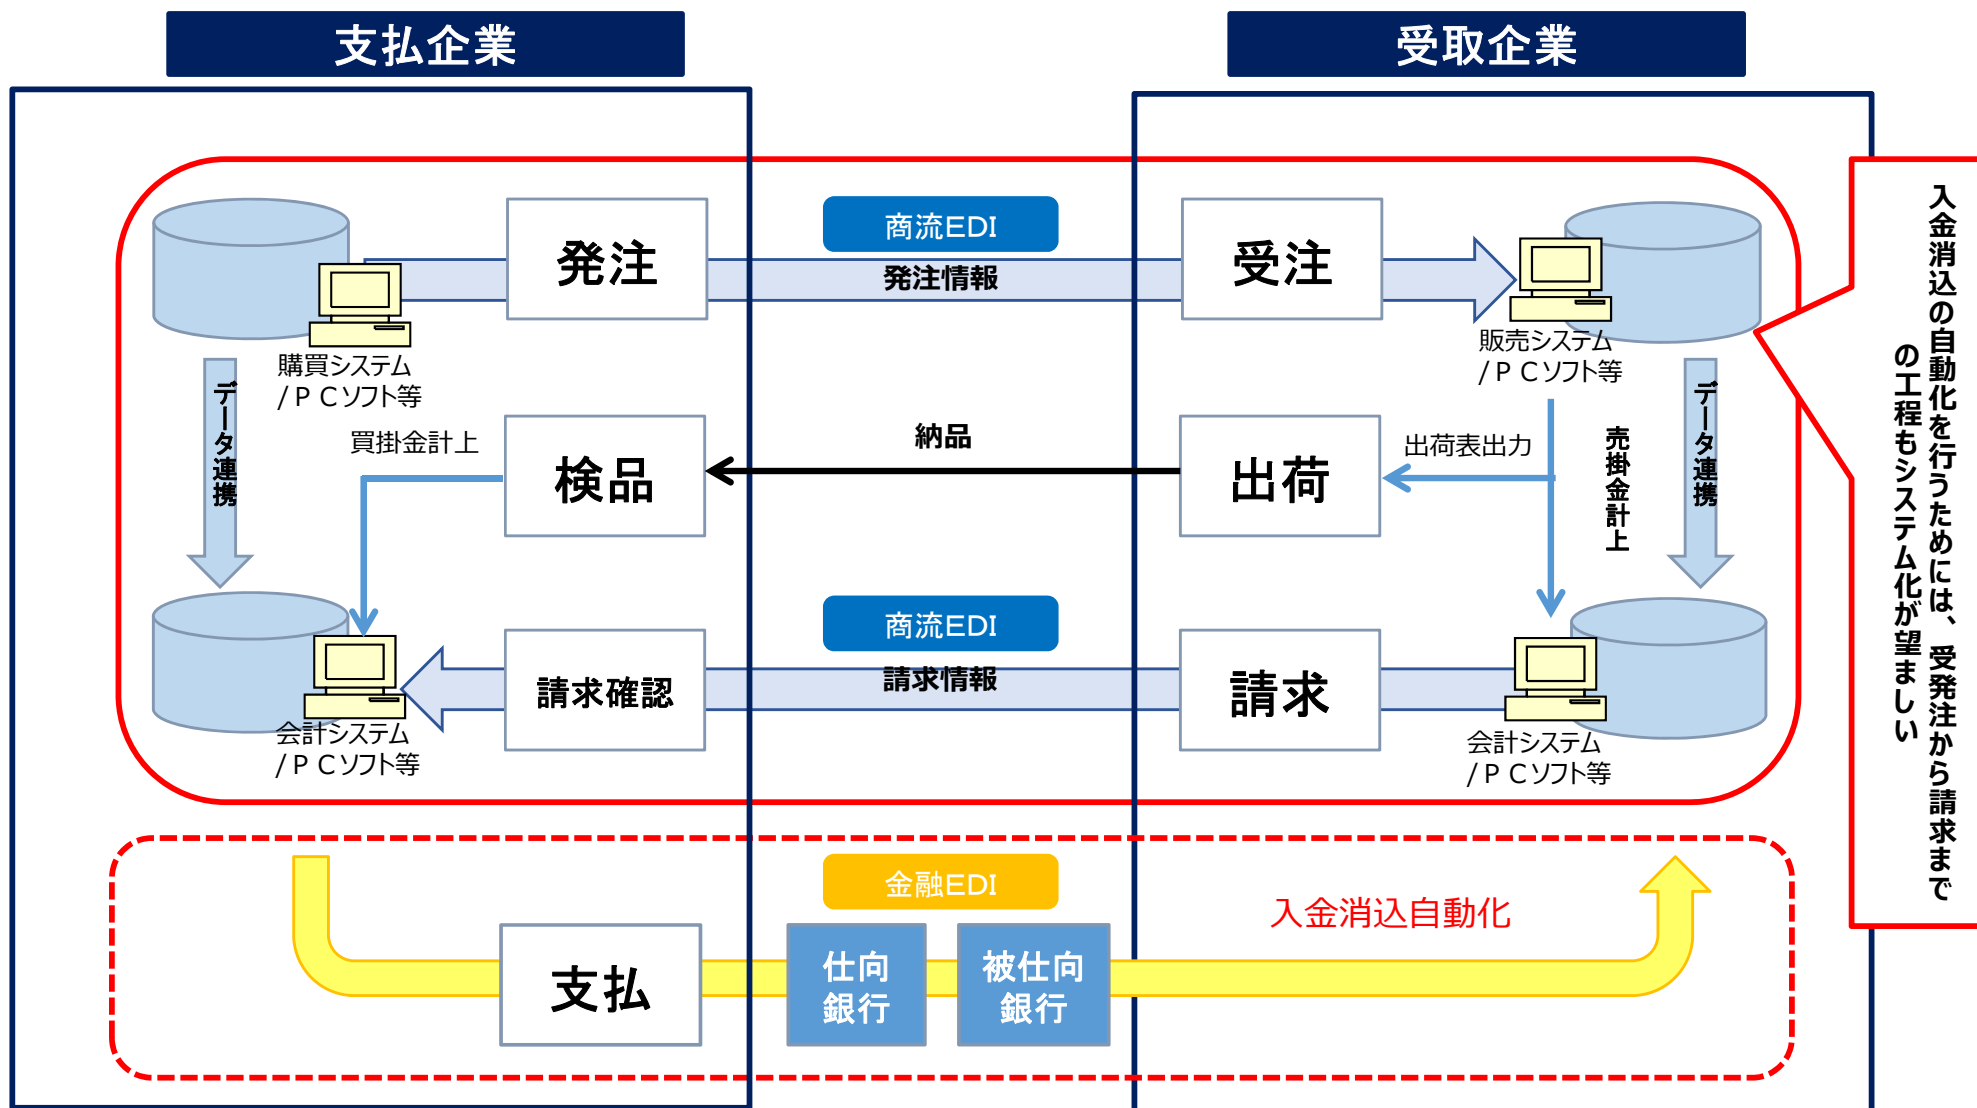 支払企業
受取企業
商流EDI
発注
発注情報
受注
購買システム
/ＰＣソフト等
販売システム
/ＰＣソフト等
データ連携
買掛金計上
検品
納品
出荷
出荷表出力
売掛金計上
データ連携
商流EDI
請求確認
請求情報
請求
会計システム
/ＰＣソフト等
会計システム
/ＰＣソフト等
入金消込の自動化を行うためには、受発注から請求まで
の工程もシステム化が望ましい
金融EDI
入金消込自動化
支払
仕向
銀行
被仕向
銀行